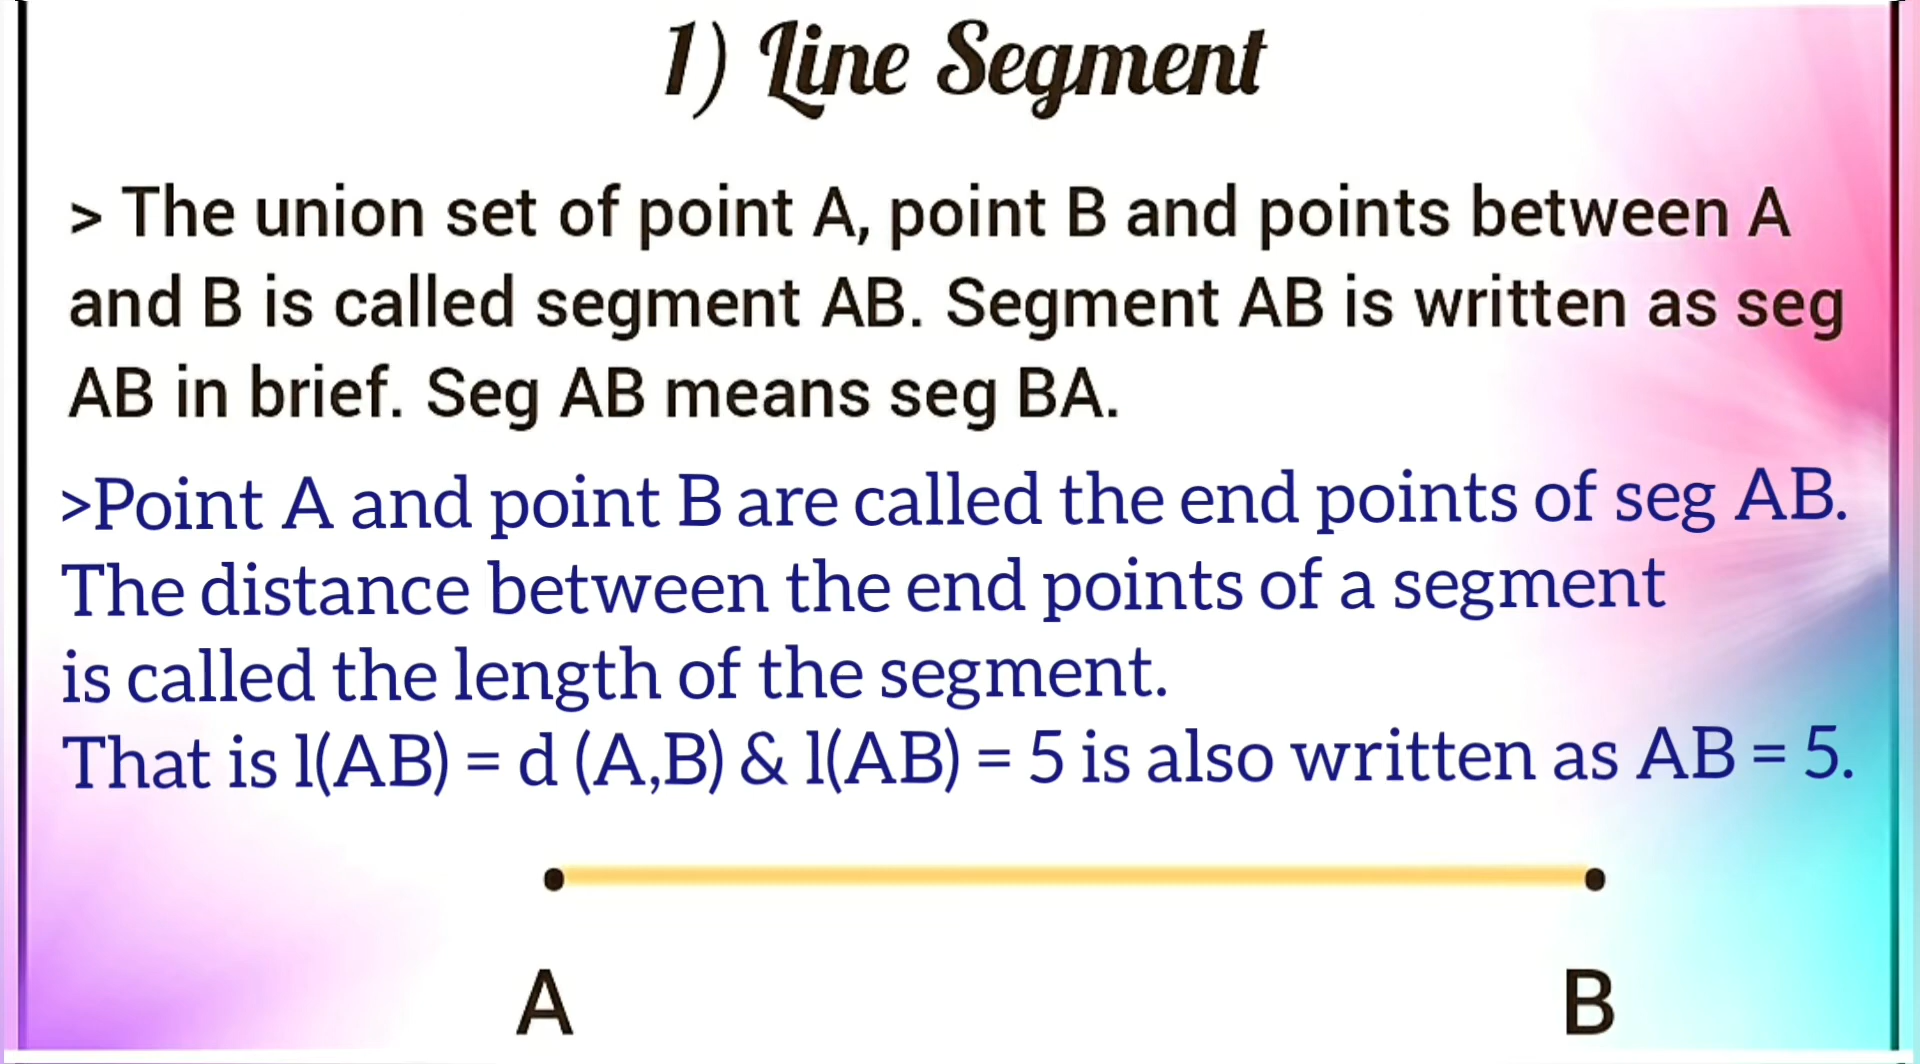 1) Line Segment
> The union set of point A, point B and points between A
and B is called segment AB. Segment AB is written as seg
AB in brief. Seg AB means seg BA.
>Point A and point B are called the end points of seg AB.
The distance between the end points of a segment
is called the length of the segment.
That is l(AB) = d (A,B) & l(AB) = 5 is also written as AB = 5.
A B